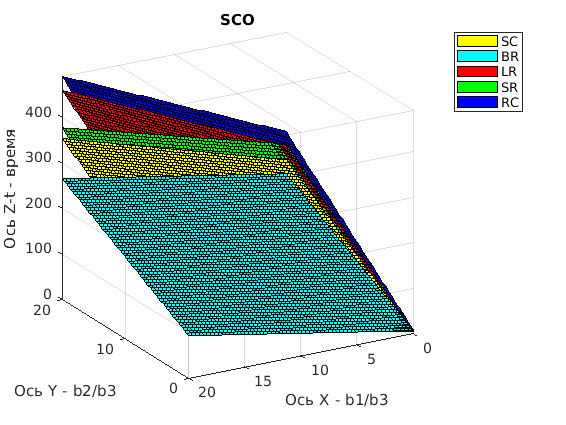 SCO
SC
BR
LR
SR
RC
Ось Z-t - время
400
300
200
100
0
20
10
0
Ось Y - b2/b3
20
15
10
5
0
Ось X - b1/b3